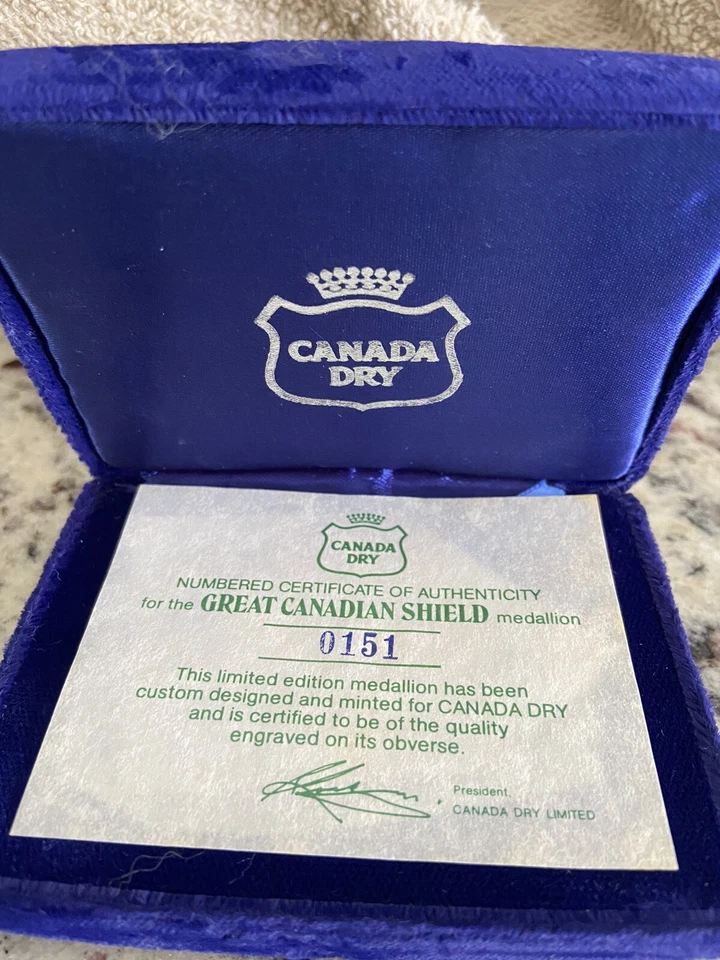 CANADA
DRY
CANADA
DRY
NUMBERED CERTIFICATE OF AUTHENTICITY
for the GREAT CANADIAN SHIELD medallion
0151
This limited edition medallion has been
custom designed and minted for CANADA DRY
and is certified to be of the quality
engraved on its obverse.
President,
CANADA DRY LIMITED